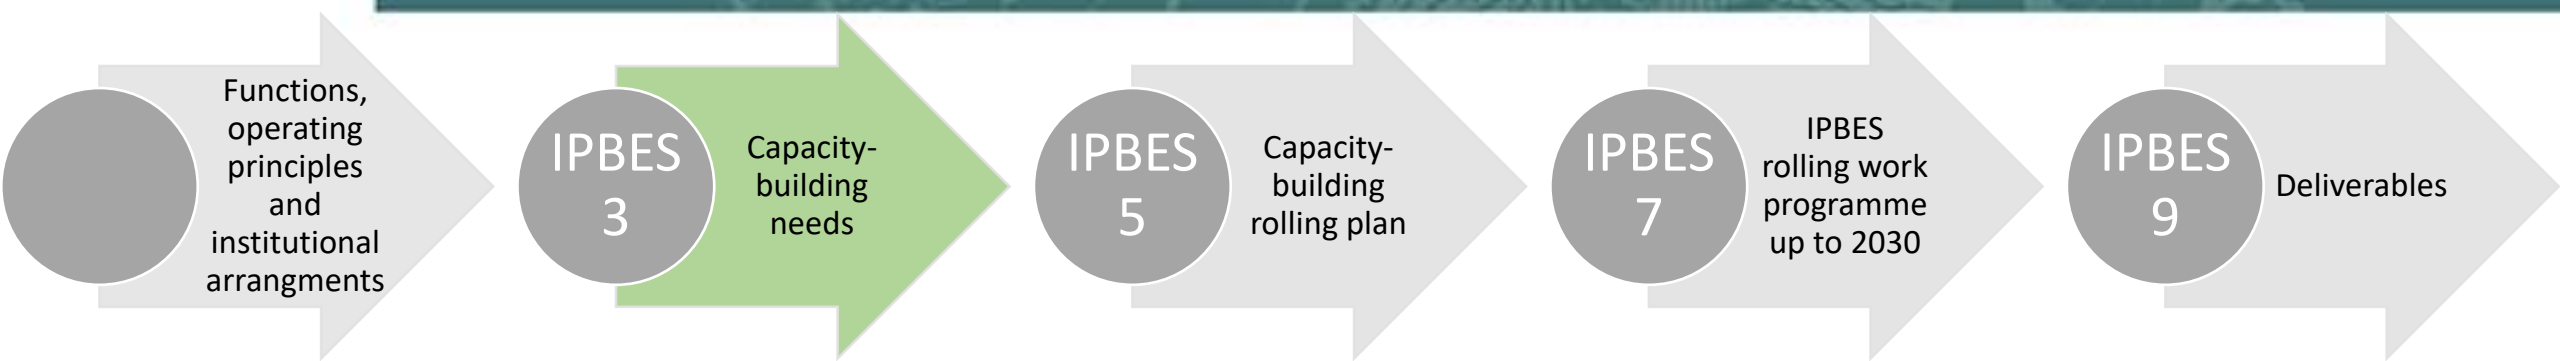 Functions,
operating
principles
and
institutional
arrangments
IPBES
3
Capacity-
building
needs
IPBES
5
Capacity-
building
rolling plan
IPBES
7
IPBES
rolling work
programme
up to 2030
IPBES
9
Deliverables